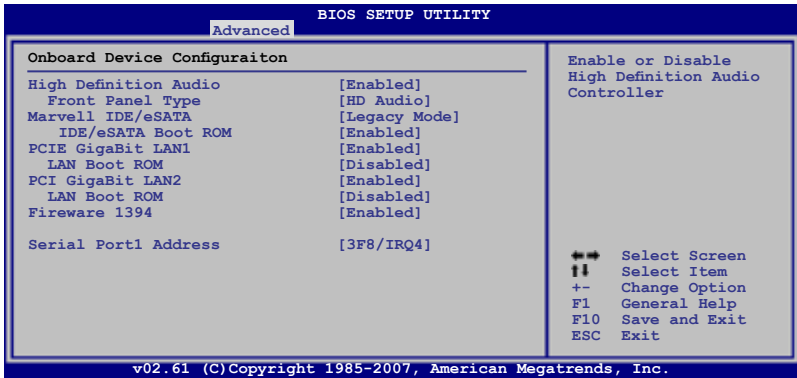 BIOS SETUP UTILITY
Advanced
Onboard Device Configuraiton
High Definition Audio [Enabled]
Front Panel Type [HD Audio]
Marvell IDE/eSATA [Legacy Mode]
IDE/eSATA Boot ROM [Enabled]
PCIE GigaBit LAN1 [Enabled]
LAN Boot ROM [Disabled]
PCI GigaBit LAN2 [Enabled]
LAN Boot ROM [Disabled]
Fireware 1394 [Enabled]
Serial Port1 Address [3F8/IRQ4]
Enable or Disable
High Definition Audio
Controller
Select Screen
Select Item
+- Change Option
F1 General Help
F10 Save and Exit
ESC Exit
v02.61 (C)Copyright 1985-2007, American Megatrends, Inc.